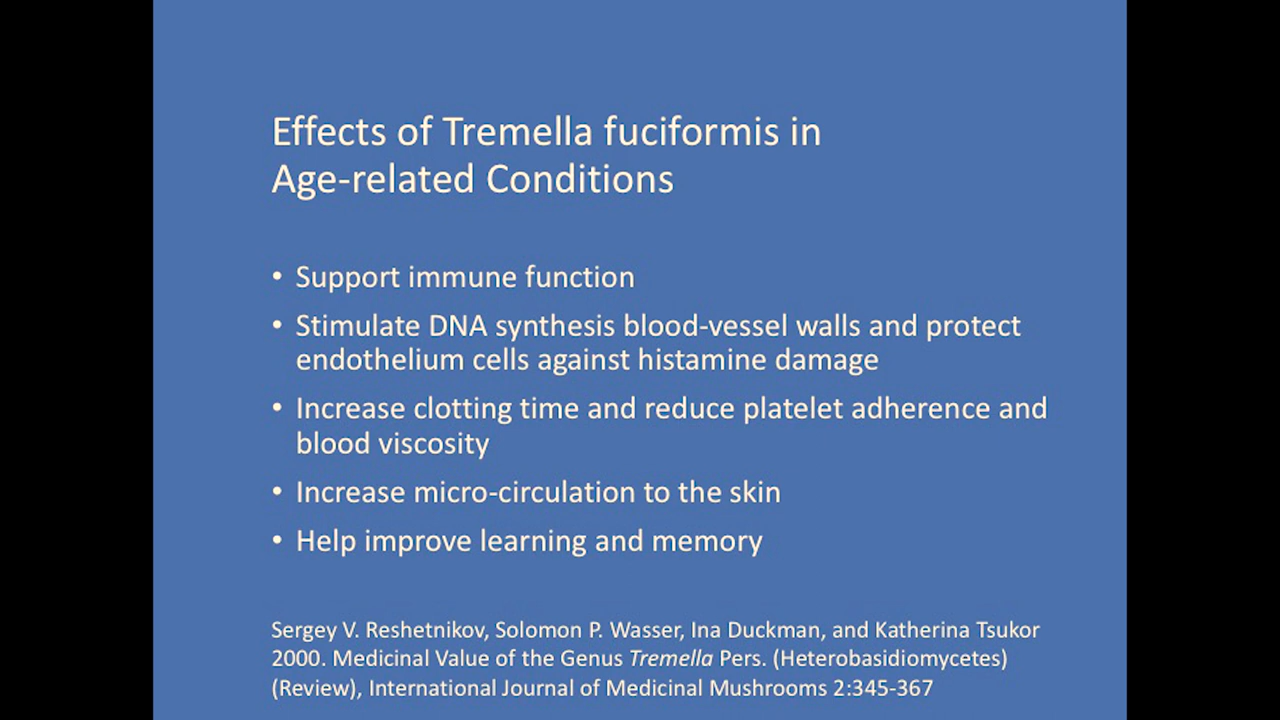 Effects of Tremella fuciformis in
Age-related Conditions
• Support immune function
• Stimulate DNA synthesis blood-vessel walls and protect
endothelium cells against histamine damage
• Increase clotting time and reduce platelet adherence and
blood viscosity
• Increase micro-circulation to the skin
• Help improve learning and memory
Sergey V. Reshetnikov, Solomon P. Wasser, Ina Duckman, and Katherina Tsukor
2000. Medicinal Value of the Genus Tremella Pers. (Heterobasidiomycetes)
(Review), International Journal of Medicinal Mushrooms 2:345-367